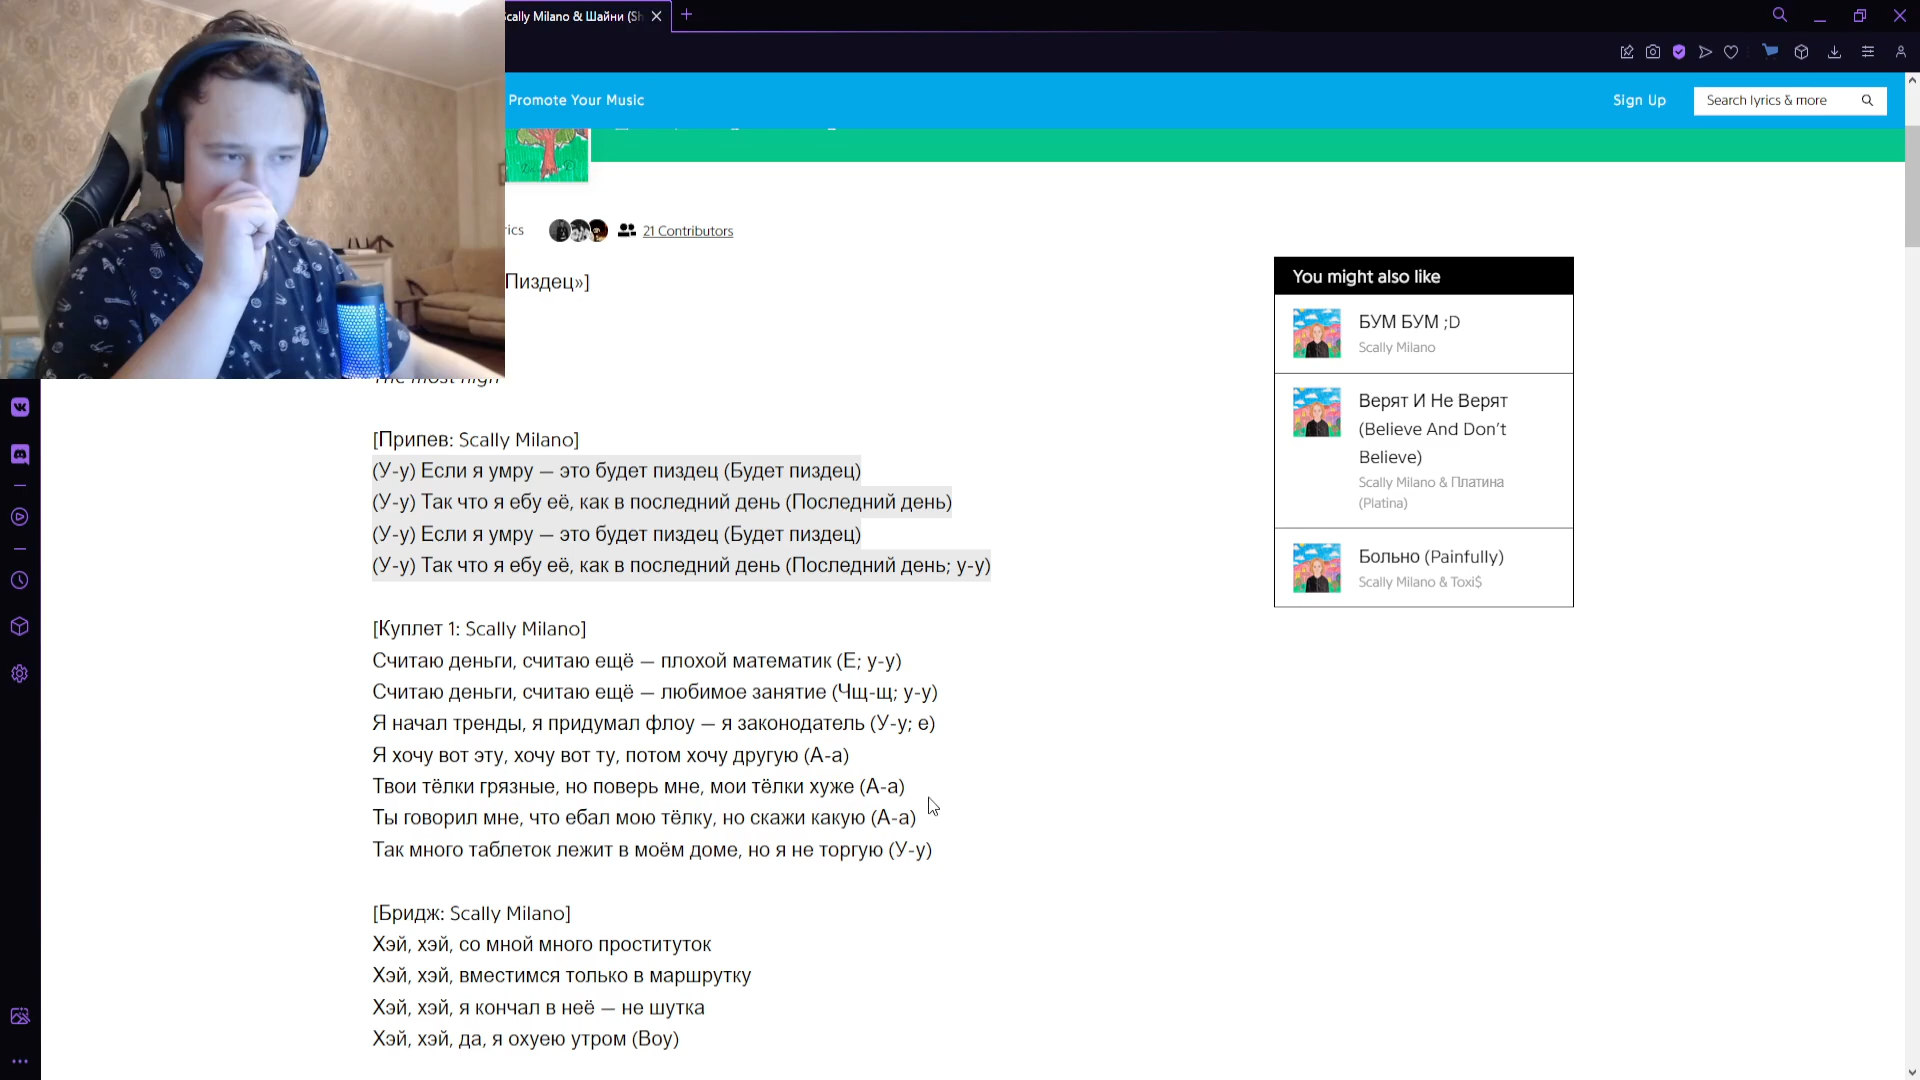 Scally Milano & Шайни (Sh
Promote Your Music
Sign Up
Search lyrics & more
rics
21 Contributors
Пиздец»]
The most high
[Припев: Scally Milano]
(У-у) Если я умру — это будет пиздец (Будет пиздец)
(У-у) Так что я ебу её, как в последний день (Последний день)
(У-у) Если я умру — это будет пиздец (Будет пиздец)
(У-у) Так что я ебу её, как в последний день (Последний день; у-у)
[Куплет 1: Scally Milano]
Считаю деньги, считаю ещё — плохой математик (Е; у-у)
Считаю деньги, считаю ещё — любимое занятие (Чщ-щ; у-у)
Я начал тренды, я придумал флоу — я законодатель (У-у; е)
Я хочу вот эту, хочу вот ту, потом хочу другую (А-а)
Твои тёлки грязные, но поверь мне, мои тёлки хуже (А-а)
Ты говорил мне, что ебал мою тёлку, но скажи какую (А-а)
Так много таблеток лежит в моём доме, но я не торгую (У-у)
[Бридж: Scally Milano]
Хэй, хэй, со мной много проституток
Хэй, хэй, вместимся только в маршрутку
Хэй, хэй, я кончал в неё — не шутка
Хэй, хэй, да, я охуею утром (Воу)
You might also like
БУМ БУМ ;D
Scally Milano
Верят И Не Верят
(Believe And Don't
Believe)
Scally Milano & Платина
(Platina)
Больно (Painfully)
Scally Milano & Toxi$